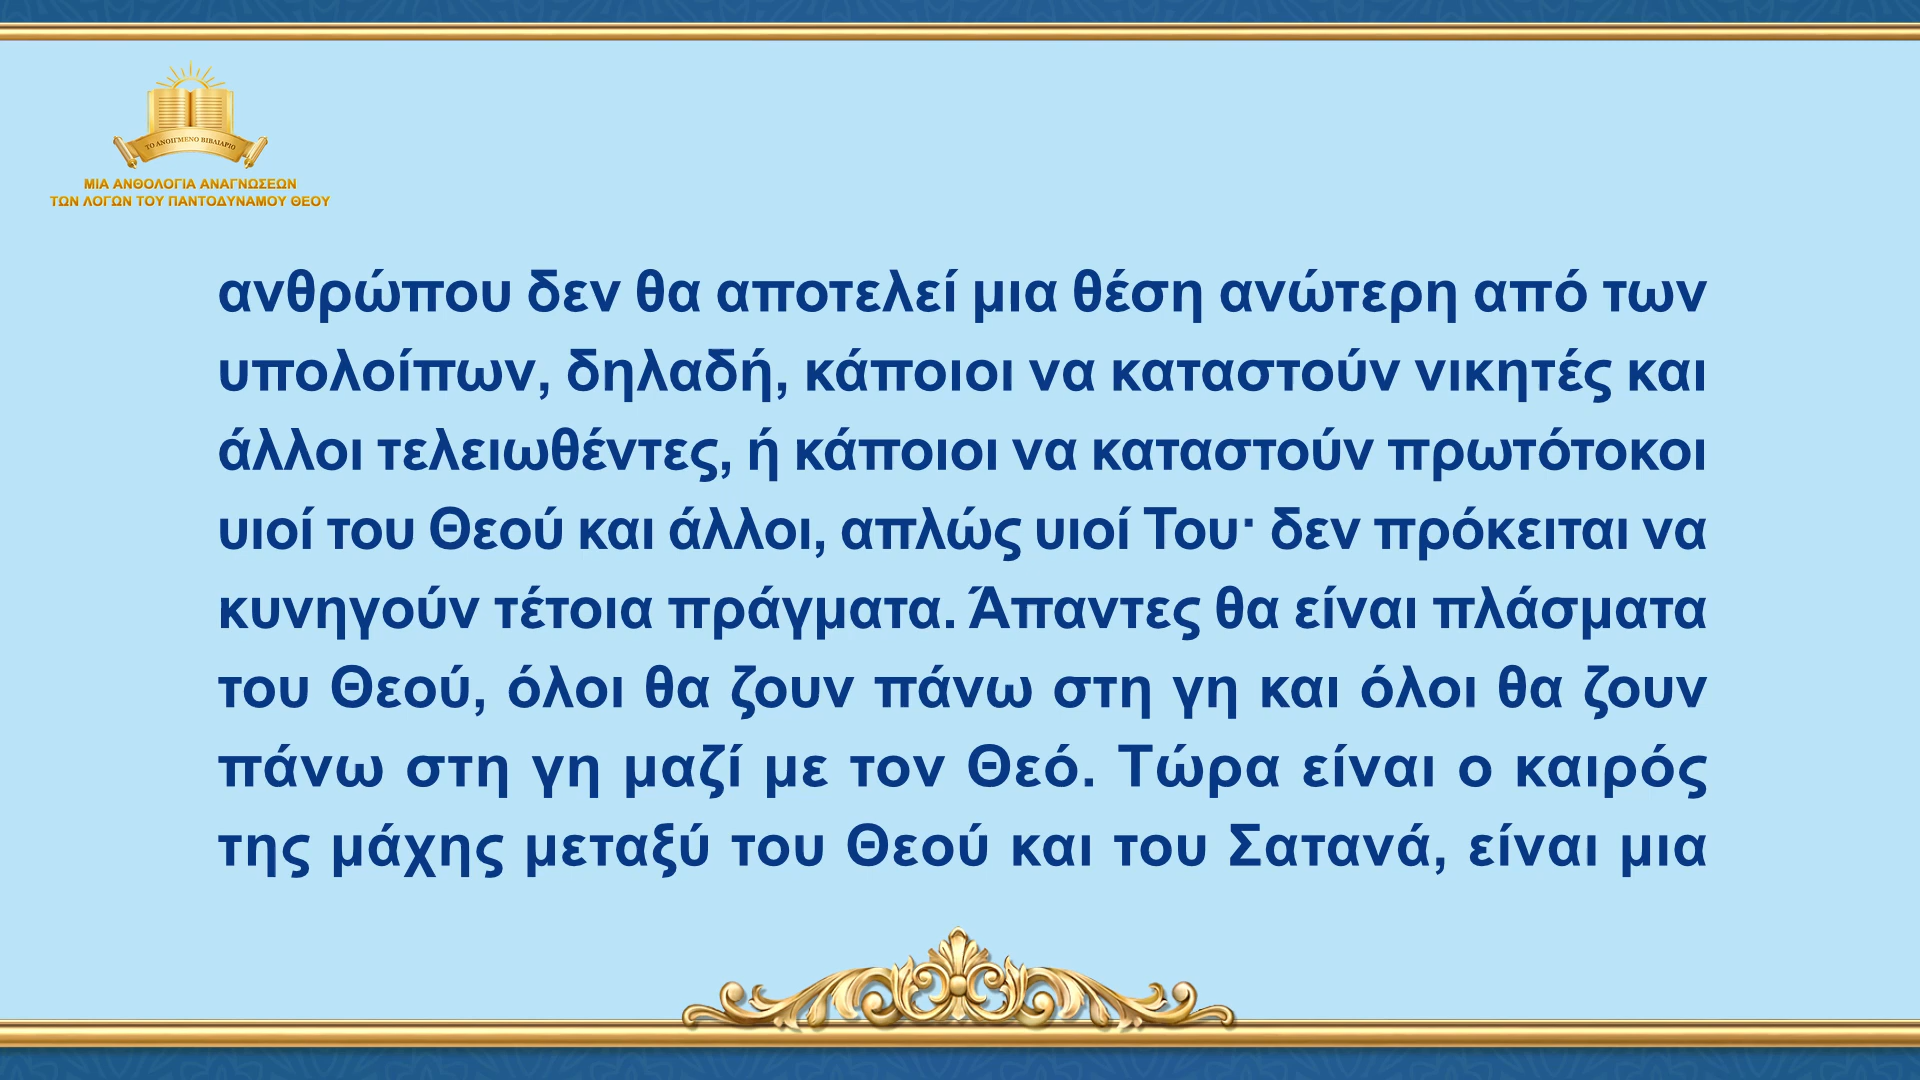 ΤΟ ΑΝΟΙΓΜΕΝΟ ΒΙΒΛΙΑΡΙΟ
ΜΙΑ ΑΝΘΟΛΟΓΙΑ ΑΝΑΓΝΩΣΕΩΝ
ΤΩΝ ΛΟΓΩΝ ΤΟΥ ΠΑΝΤΟΔΥΝΑΜΟΥ ΘΕΟΥ
ανθρώπου δεν θα αποτελεί μια θέση ανώτερη από των
υπολοίπων, δηλαδή, κάποιοι να καταστούν νικητές και
άλλοι τελειωθέντες, ή κάποιοι να καταστούν πρωτότοκοι
υιοί του Θεού και άλλοι, απλώς υιοί Του· δεν πρόκειται να
κυνηγούν τέτοια πράγματα. Άπαντες θα είναι πλάσματα
του Θεού, όλοι θα ζουν πάνω στη γη και όλοι θα ζουν
πάνω στη γη μαζί με τον Θεό. Τώρα είναι ο καιρός
της μάχης μεταξύ του Θεού και του Σατανά, είναι μια